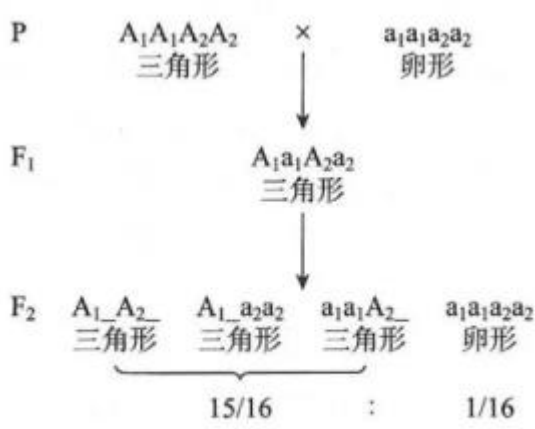 P A₁A₁A₂A₂ × a₁a₁a₂a₂
三角形 卵形
F₁ A₁a₁A₂a₂
三角形
F₂ A₁_A₂_ A₁_a₂a₂ a₁a₁A₂_ a₁a₁a₂a₂
三角形 三角形 三角形 卵形
15/16 : 1/16